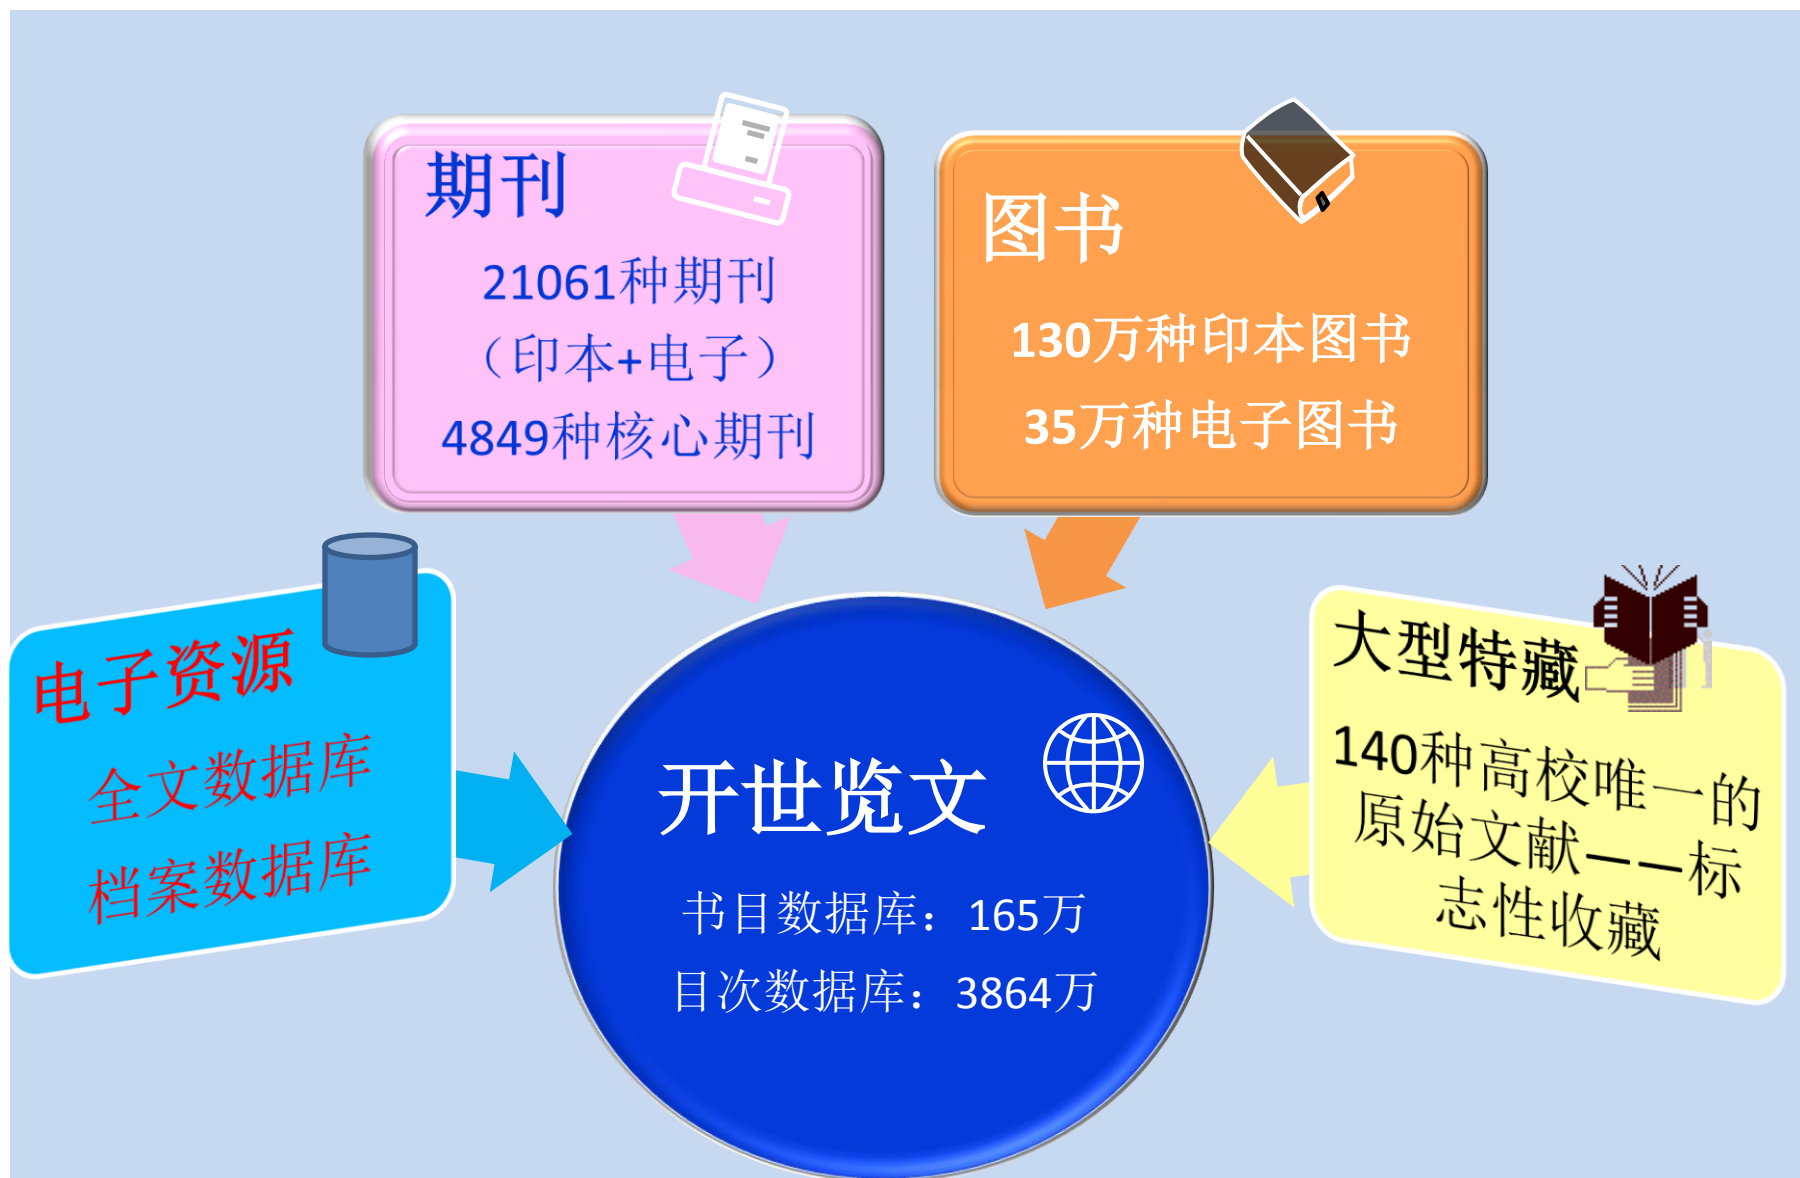 期刊
21061种期刊
（印本+电子）
4849种核心期刊
图书
130万种印本图书
35万种电子图书
电子资源
全文数据库
档案数据库
开世览文
书目数据库：165万
目次数据库：3864万
大型特藏
140种高校唯一的
原始文献——标
志性收藏